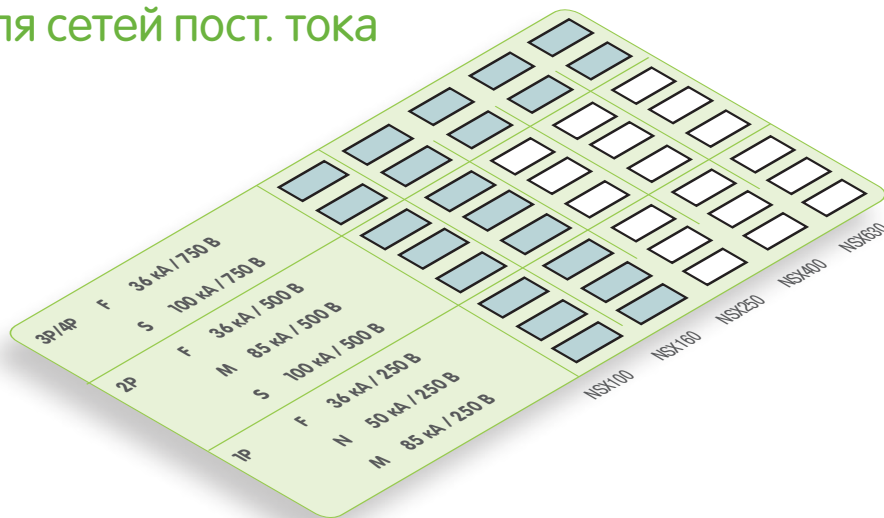 ля сетей пост. тока
3P/4P F 36 кА / 750 В
S 100 кА / 750 В
2P F 36 кА / 500 В
M 85 кА / 500 В
S 100 кА / 500 В
1P F 36 кА / 250 В
N 50 кА / 250 В
M 85 кА / 250 В
NSX100
NSX160
NSX250
NSX400
NSX630